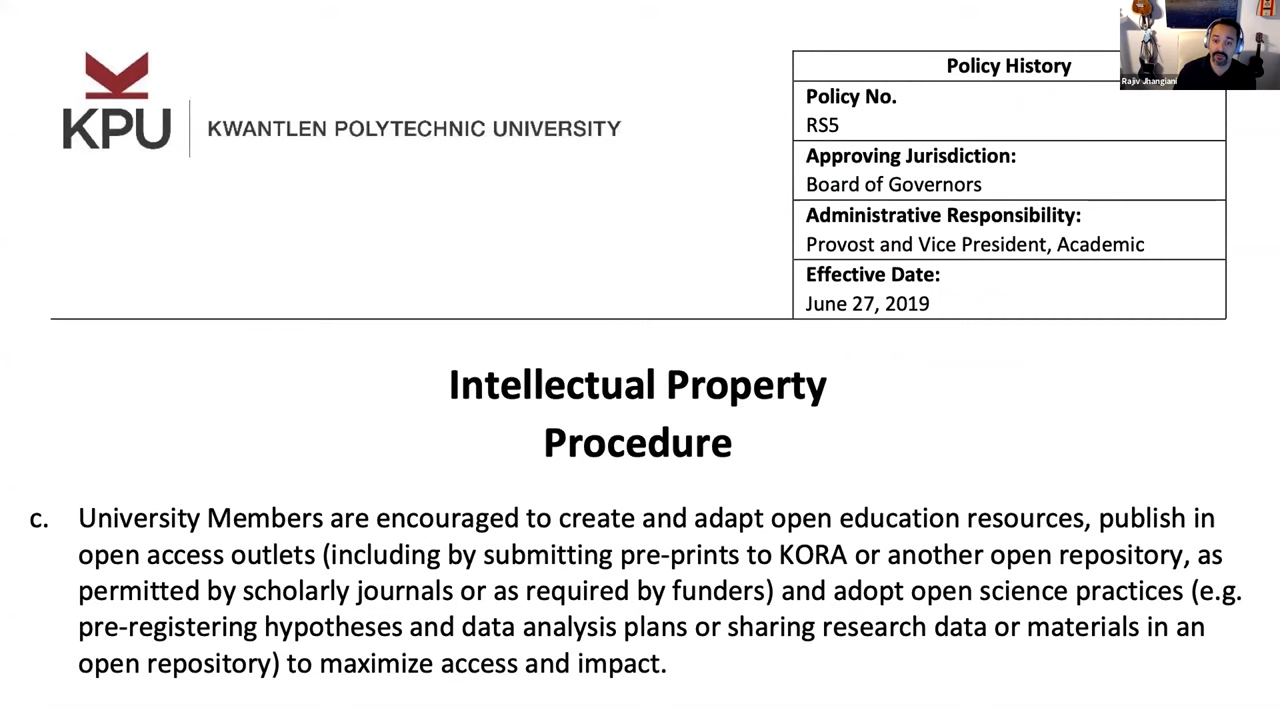 KPU
KWANTLEN POLYTECHNIC UNIVERSITY
Policy History
Policy No.
RS5
Approving Jurisdiction:
Board of Governors
Administrative Responsibility:
Provost and Vice President, Academic
Effective Date:
June 27, 2019
Rajiv Jhangiani
Intellectual Property
Procedure
c. University Members are encouraged to create and adapt open education resources, publish in
open access outlets (including by submitting pre-prints to KORA or another open repository, as
permitted by scholarly journals or as required by funders) and adopt open science practices (e.g.
pre-registering hypotheses and data analysis plans or sharing research data or materials in an
open repository) to maximize access and impact.